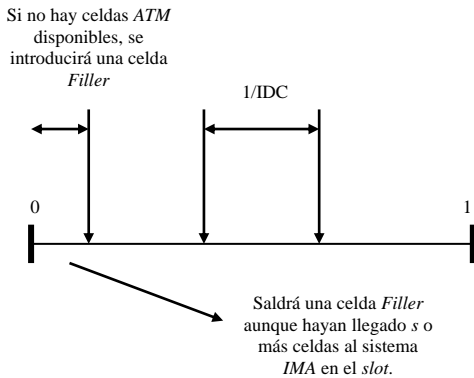 Si no hay celdas ATM
disponibles, se
introducirá una celda
Filler
1/IDC
0
1
Saldrá una celda Filler
aunque hayan llegado s o
más celdas al sistema
IMA en el slot.